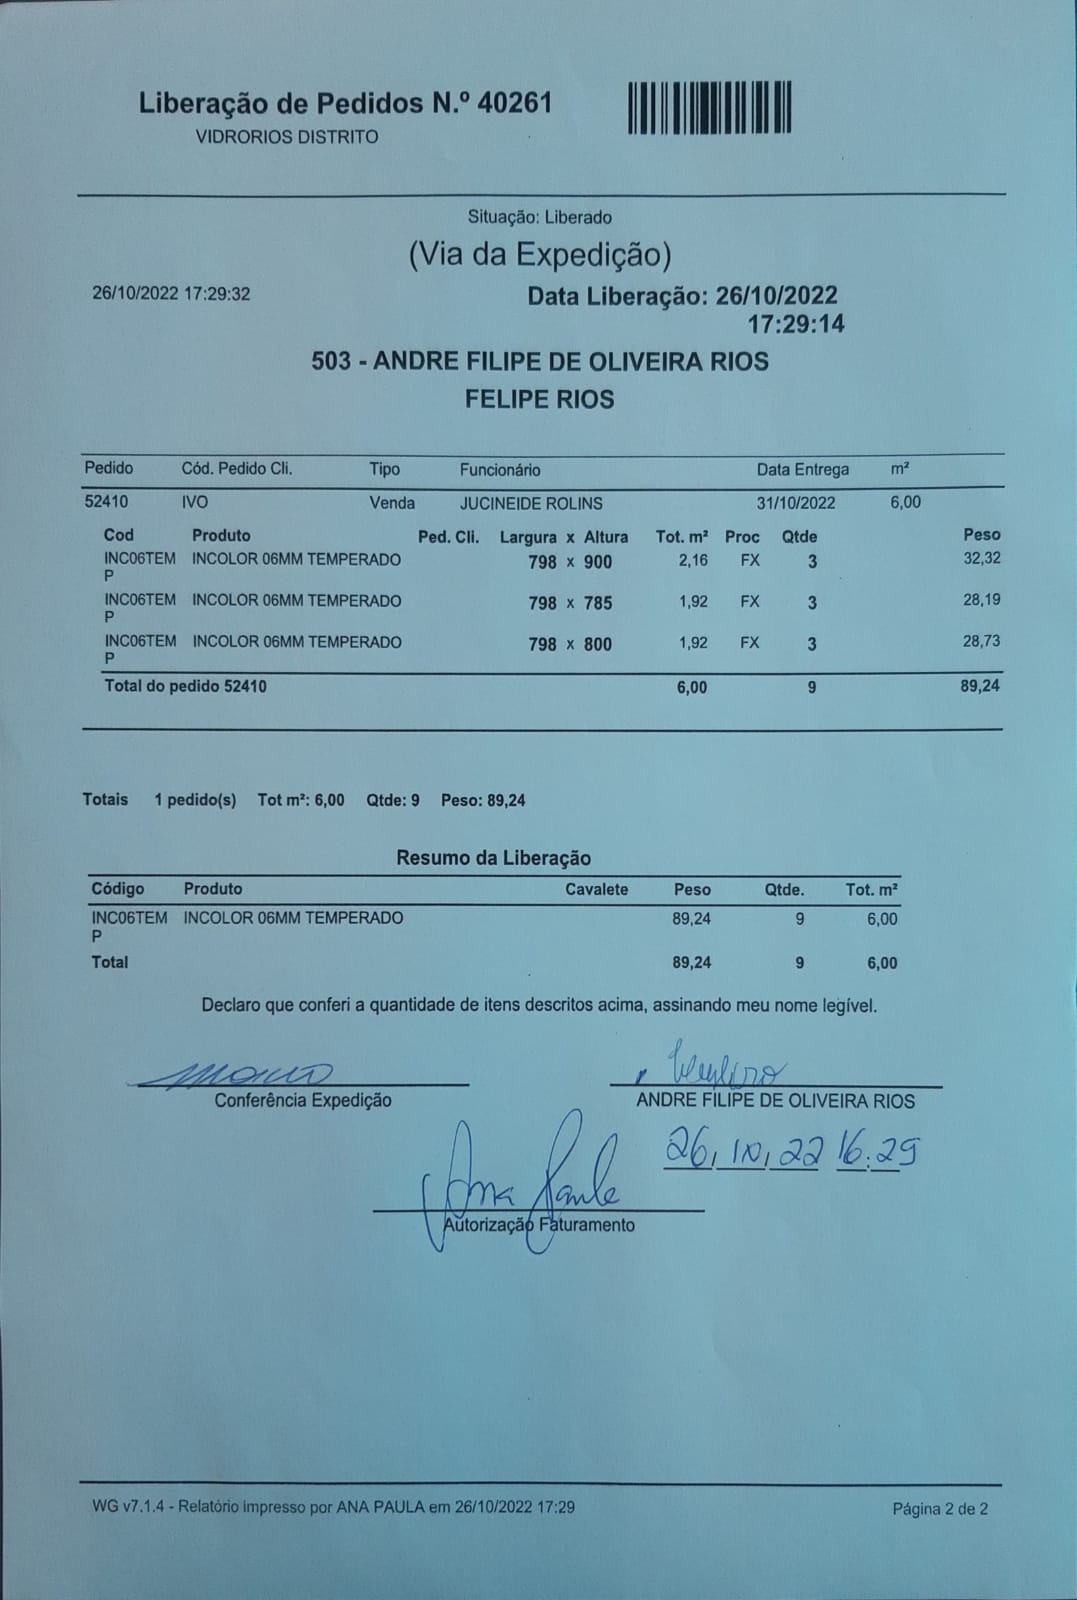 Liberação de Pedidos N.º 40261
VIDRORIOS DISTRITO
Situação: Liberado
(Via da Expedição)
26/10/2022 17:29:32
Data Liberação: 26/10/2022
17:29:14
503 - ANDRE FILIPE DE OLIVEIRA RIOS
FELIPE RIOS
Pedido Cód. Pedido Cli. Tipo Funcionário Data Entrega m²
52410 IVO Venda JUCINEIDE ROLINS 31/10/2022 6,00
Cod Produto Ped. Cli. Largura x Altura Tot. m² Proc Qtde Peso
INC06TEM INCOLOR 06MM TEMPERADO 798 x 900 2,16 FX 3 32,32
P
INC06TEM INCOLOR 06MM TEMPERADO 798 x 785 1,92 FX 3 28,19
P
INC06TEM INCOLOR 06MM TEMPERADO 798 x 800 1,92 FX 3 28,73
P
Total do pedido 52410 6,00 9 89,24
Totais 1 pedido(s) Tot m²: 6,00 Qtde: 9 Peso: 89,24
Resumo da Liberação
Código Produto Cavalete Peso Qtde. Tot. m²
INC06TEM INCOLOR 06MM TEMPERADO 89,24 9 6,00
P
Total 89,24 9 6,00
Declaro que conferi a quantidade de itens descritos acima, assinando meu nome legível.
Conferência Expedição
ANDRE FILIPE DE OLIVEIRA RIOS
26,10,22 16:29
Ana Paula
Autorização Faturamento
WG v7.1.4 - Relatório impresso por ANA PAULA em 26/10/2022 17:29
Página 2 de 2